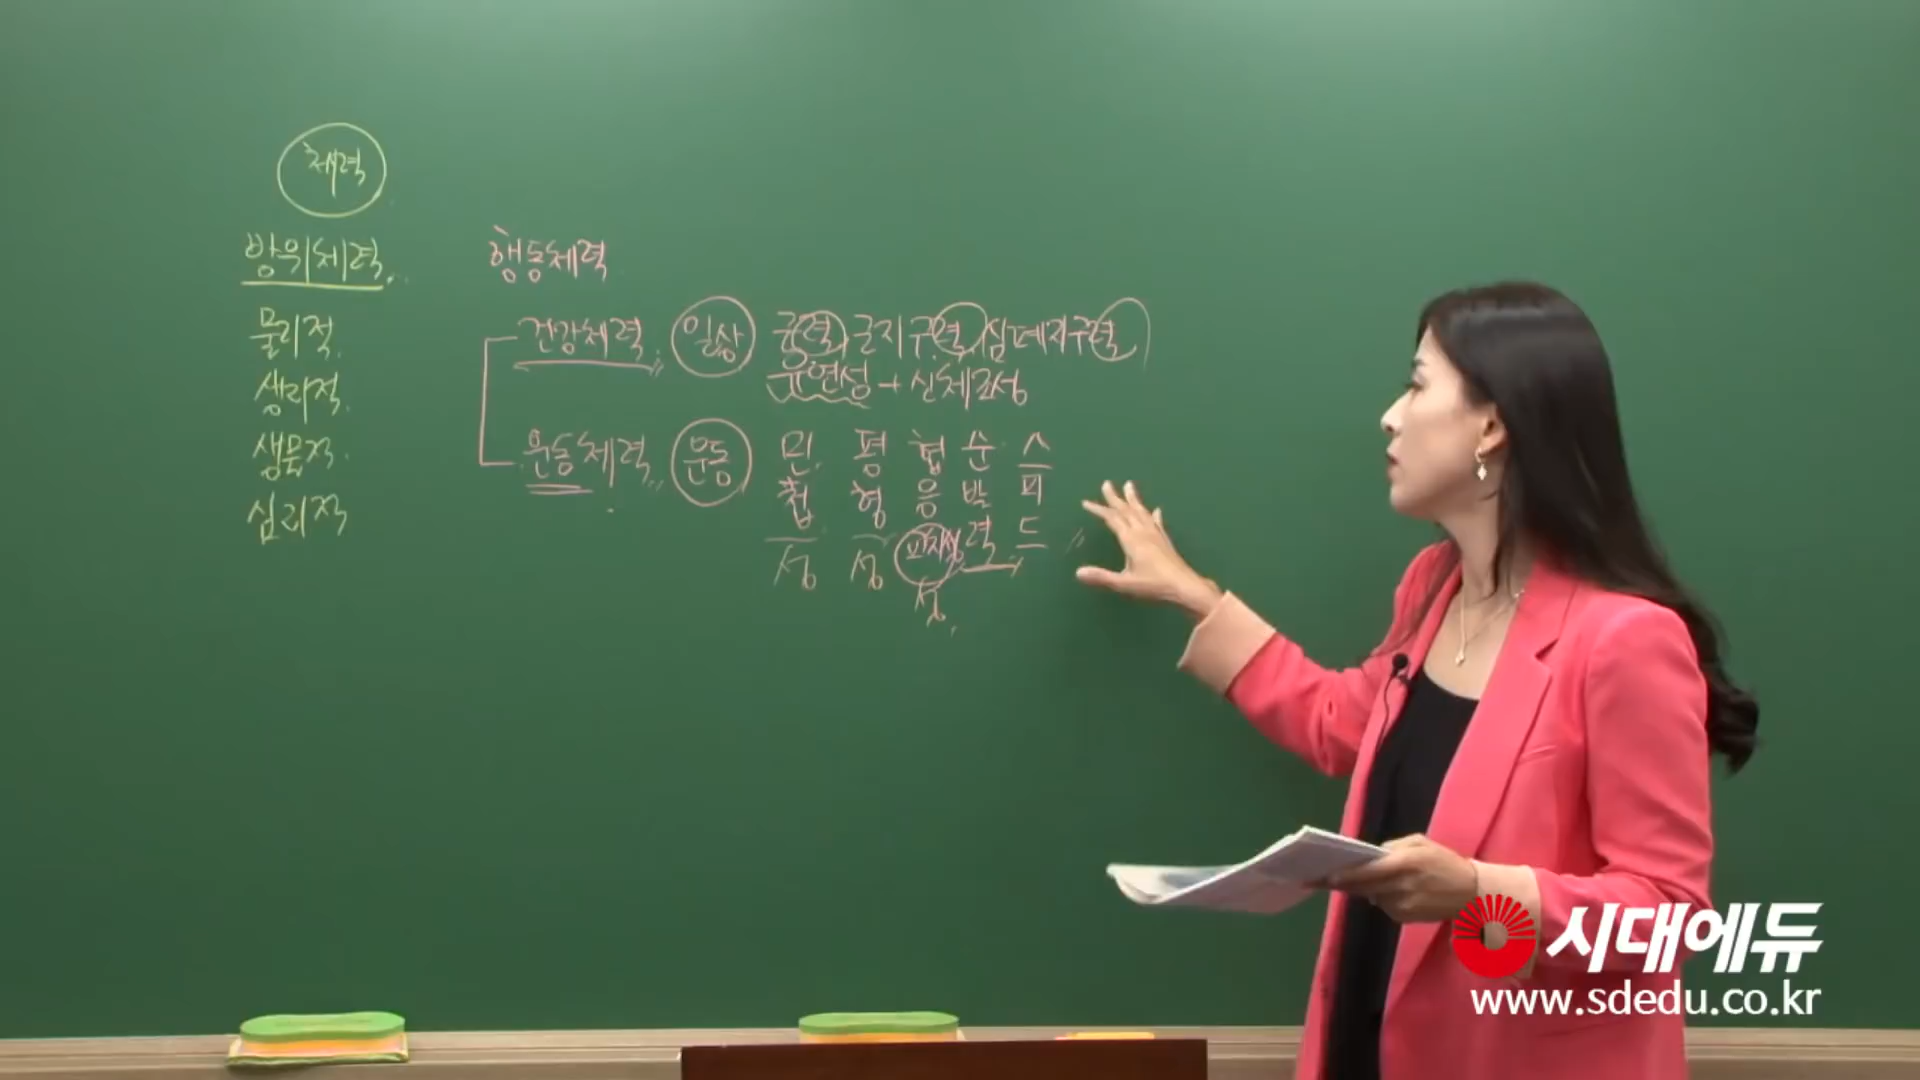 체력
방위체력
물리적
생리적
생물적
심리적
행동체력
건강체력 일상 근력, 근지구력, 심폐지구력
유연성 + 신체조성
운동체력 운동
민첩성
평형성
협응성
순발력
스피드
시대에듀
www.sdedu.co.kr